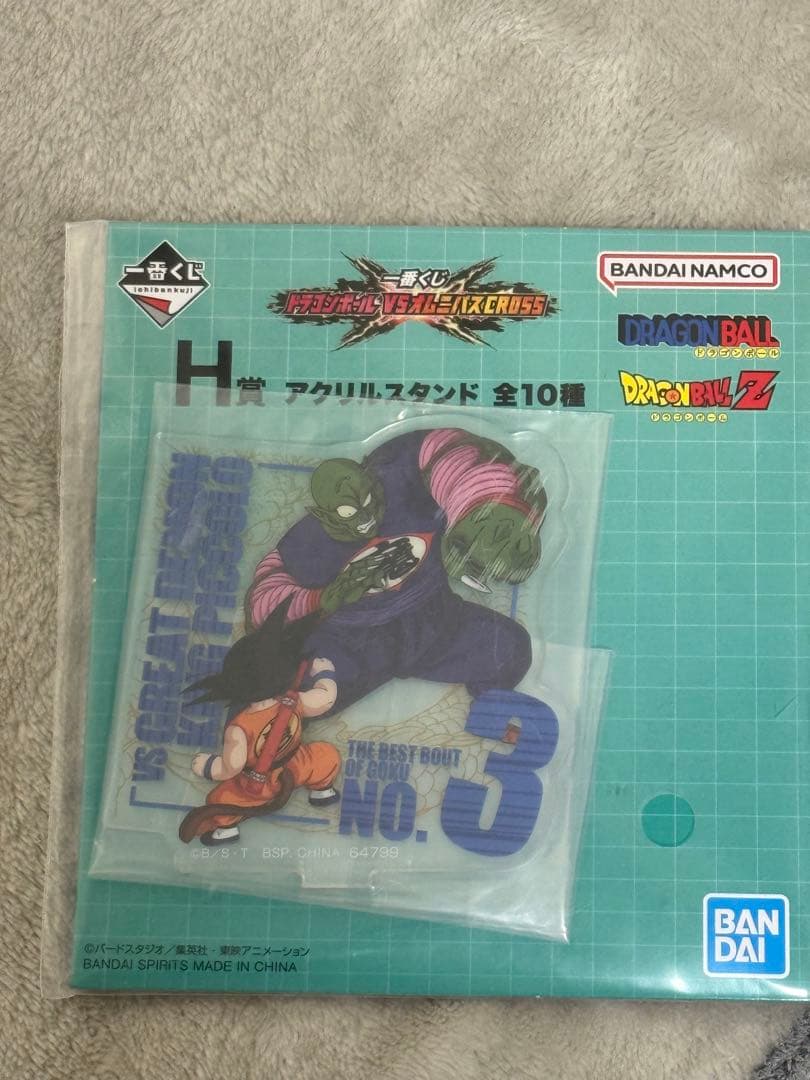 一番くじ
ichibankuji
一番くじ
ドラゴンボール VSオムニバスCROSS
BANDAI NAMCO
DRAGON BALL
ドラゴンボール
DRAGON BALL Z
ドラゴンボール
H賞 アクリルスタンド 全10種
VS GREAT DEMON
KING PICCOLO
THE BEST BOUT
OF GOKU
NO. 3
©B/S・T BSP. CHINA 64799
©バードスタジオ／集英社・東映アニメーション
BANDAI SPIRITS MADE IN CHINA
BAN
DAI